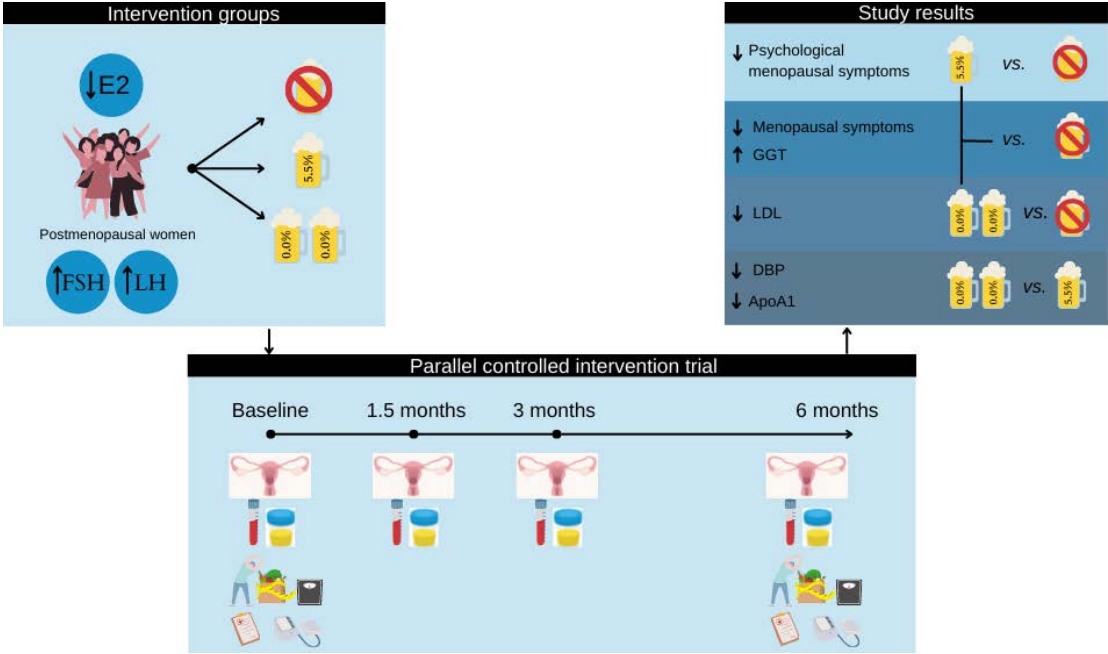 Intervention groups
E2
5.5%
Postmenopausal women
0.0% 0.0%
FSH LH
Study results
Psychological
menopausal symptoms
5.5% vs.
Menopausal symptoms
vs.
GGT
LDL
0.0% 0.0% vs.
DBP
0.0% 0.0% vs. 5.5%
ApoA1
Parallel controlled intervention trial
Baseline 1.5 months 3 months 6 months